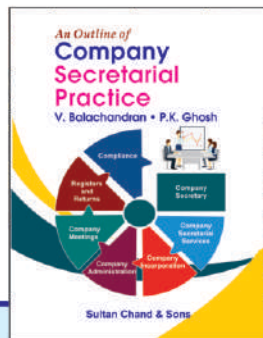 An Outline of
Company
Secretarial
Practice
V. Balachandran • P.K. Ghosh
Compliance
Registers
and
Returns
Company
Secretary
Company
Meetings
Company
Secretarial
Services
Company
Administration
Company
Incorporation
Sultan Chand & Sons